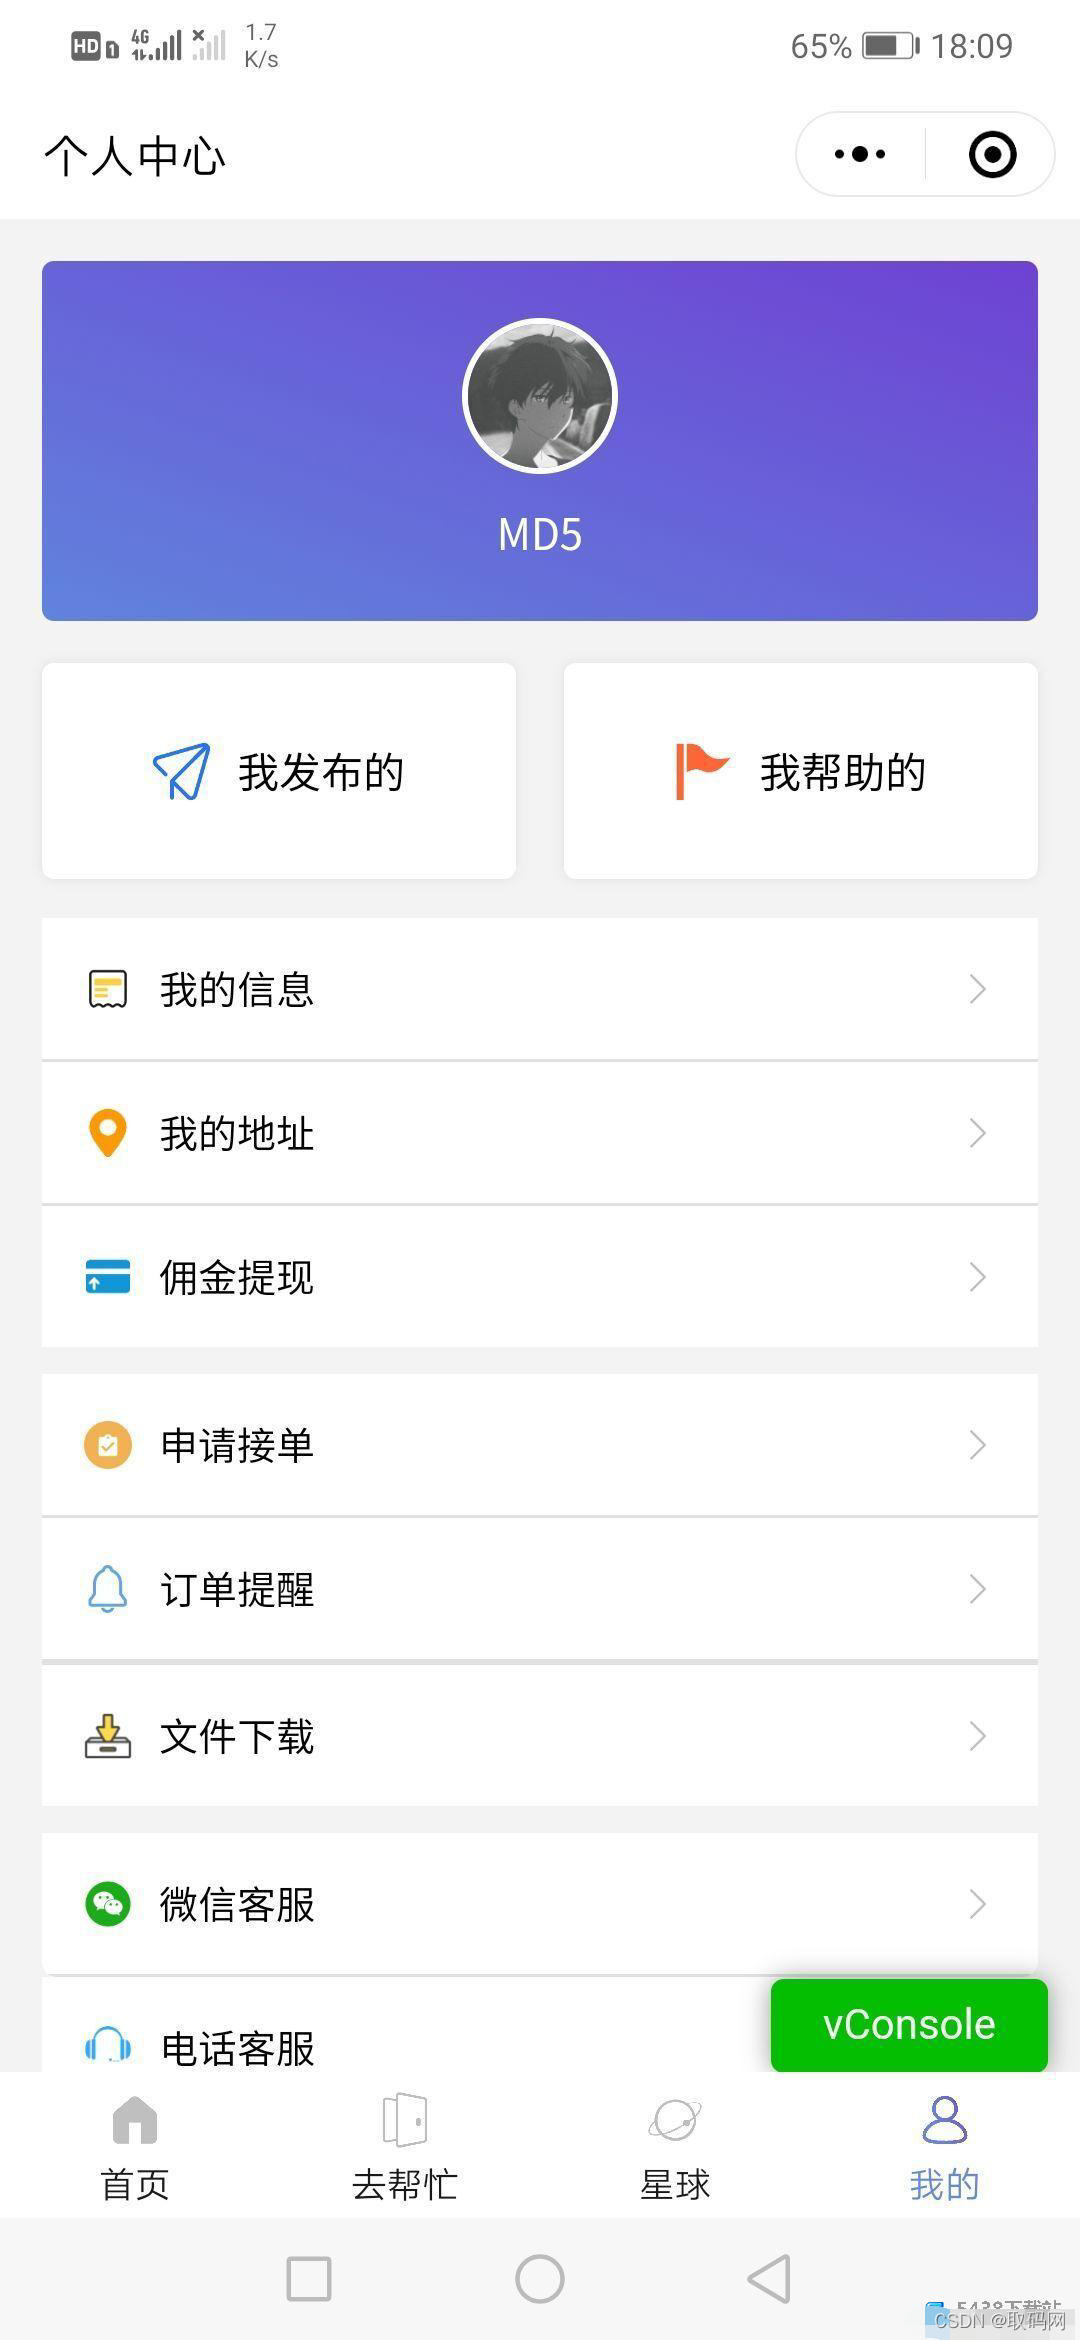 HD 1 4G 1.7 K/s 65% 18:09
个人中心
MD5
我发布的 我帮助的
我的信息
我的地址
佣金提现
申请接单
订单提醒
文件下载
微信客服
电话客服
vConsole
首页 去帮忙 星球 我的
5438下载站
CSDN @取码网